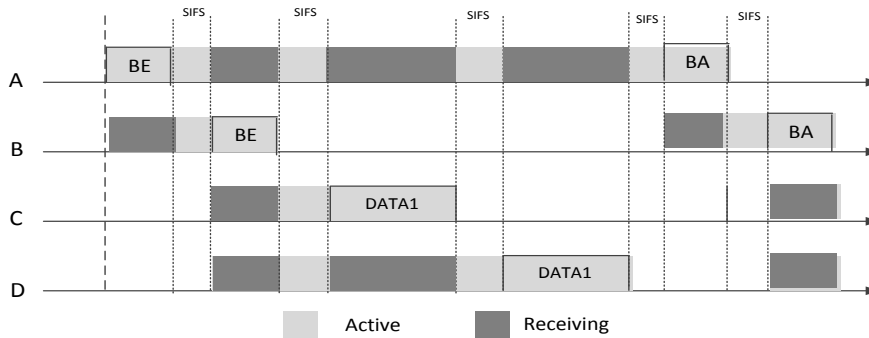 SIFS SIFS SIFS SIFS SIFS
A BE BA
B BE BA
C DATA1
D DATA1
Active Receiving